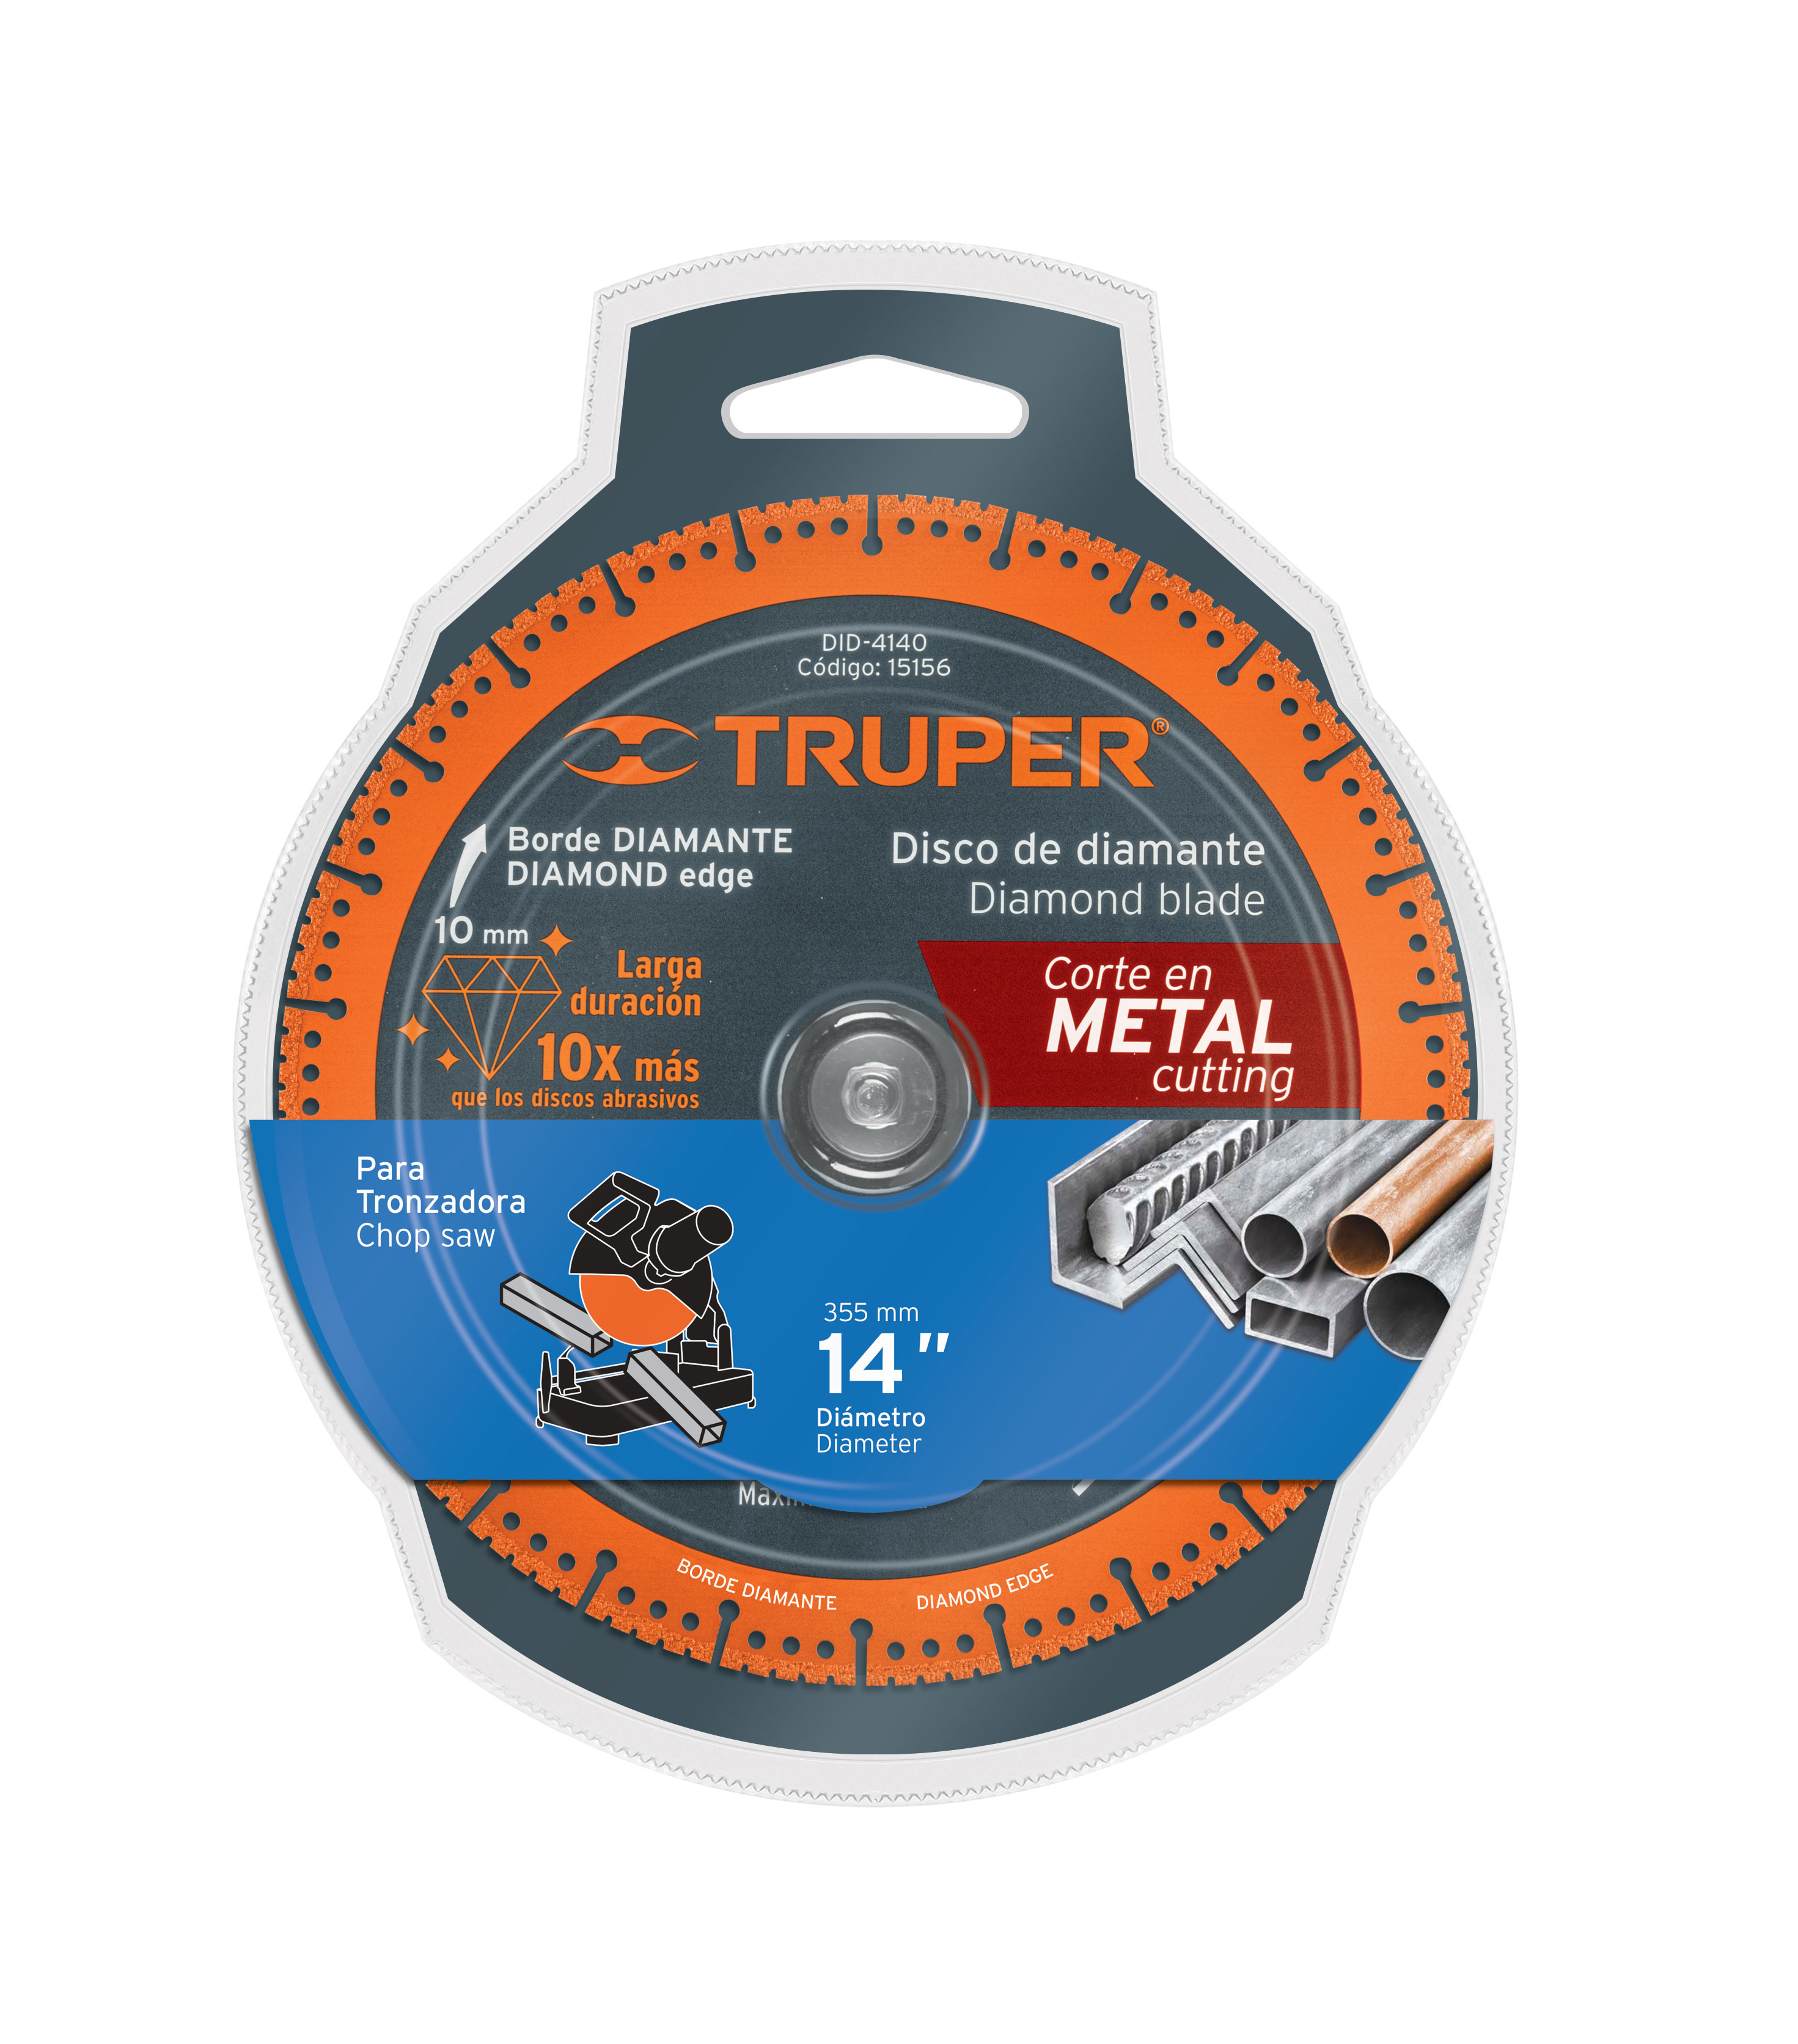 DID-4140
Código: 15156
TRUPER®
Borde DIAMANTE
DIAMOND edge
10 mm
Disco de diamante
Diamond blade
Larga
duración
10x más
que los discos abrasivos
Corte en
METAL
cutting
Para
Tronzadora
Chop saw
355 mm
14"
Diámetro
Diameter
BORDE DIAMANTE
DIAMOND EDGE